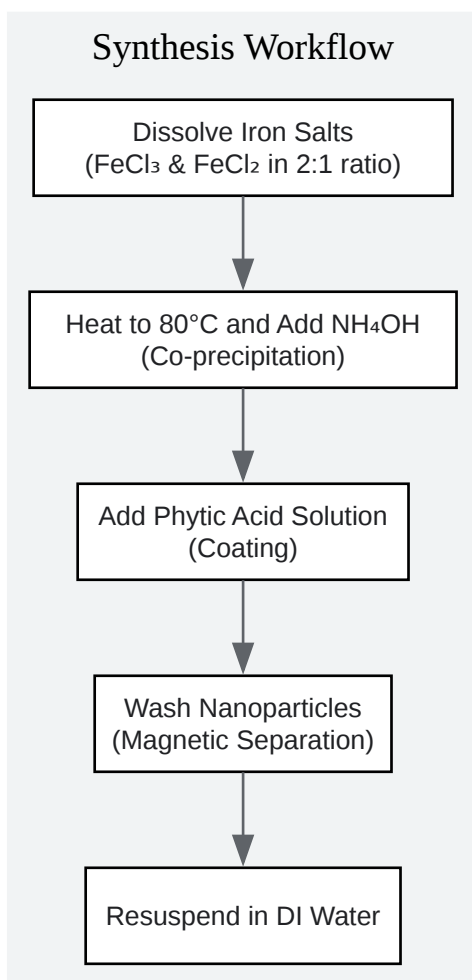 Synthesis Workflow
Dissolve Iron Salts
(FeCl₃ & FeCl₂ in 2:1 ratio)
Heat to 80°C and Add NH₄OH
(Co-precipitation)
Add Phytic Acid Solution
(Coating)
Wash Nanoparticles
(Magnetic Separation)
Resuspend in DI Water